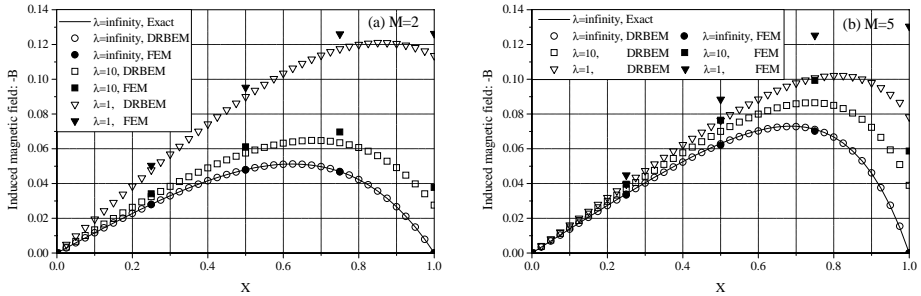 (a) M=2
λ=infinity, Exact
λ=infinity, DRBEM
λ=infinity, FEM
λ=10, DRBEM
λ=10, FEM
λ=1, DRBEM
λ=1, FEM
Induced magnetic field: -B
0.14
0.12
0.10
0.08
0.06
0.04
0.02
0.00
0.0 0.2 0.4 0.6 0.8 1.0
X
(b) M=5
λ=infinity, Exact
λ=infinity, DRBEM λ=infinity, FEM
λ=10, DRBEM λ=10, FEM
λ=1, DRBEM λ=1, FEM
Induced magnetic field: -B
0.14
0.12
0.10
0.08
0.06
0.04
0.02
0.00
0.0 0.2 0.4 0.6 0.8 1.0
X